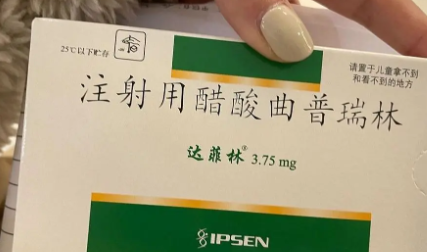 25℃以下贮存
请置于儿童拿不到
和看不到的地方
注射用醋酸曲普瑞林
达菲林® 3.75 mg
IPSEN